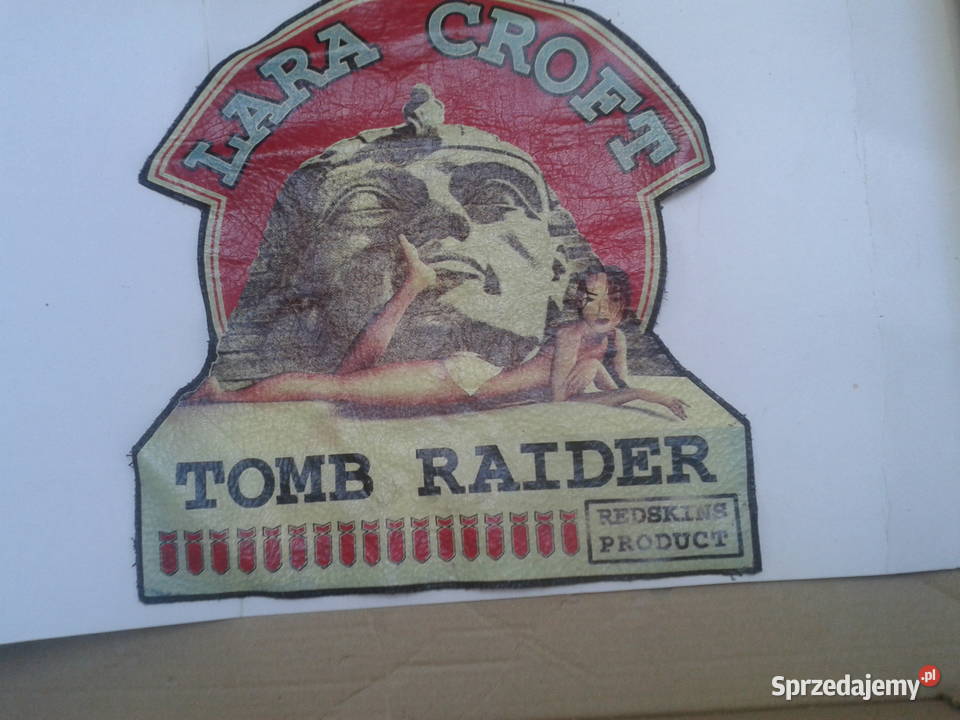 LARA CROFT
TOMB RAIDER
REDSKINS
PRODUCT
Sprzedajemy.pl